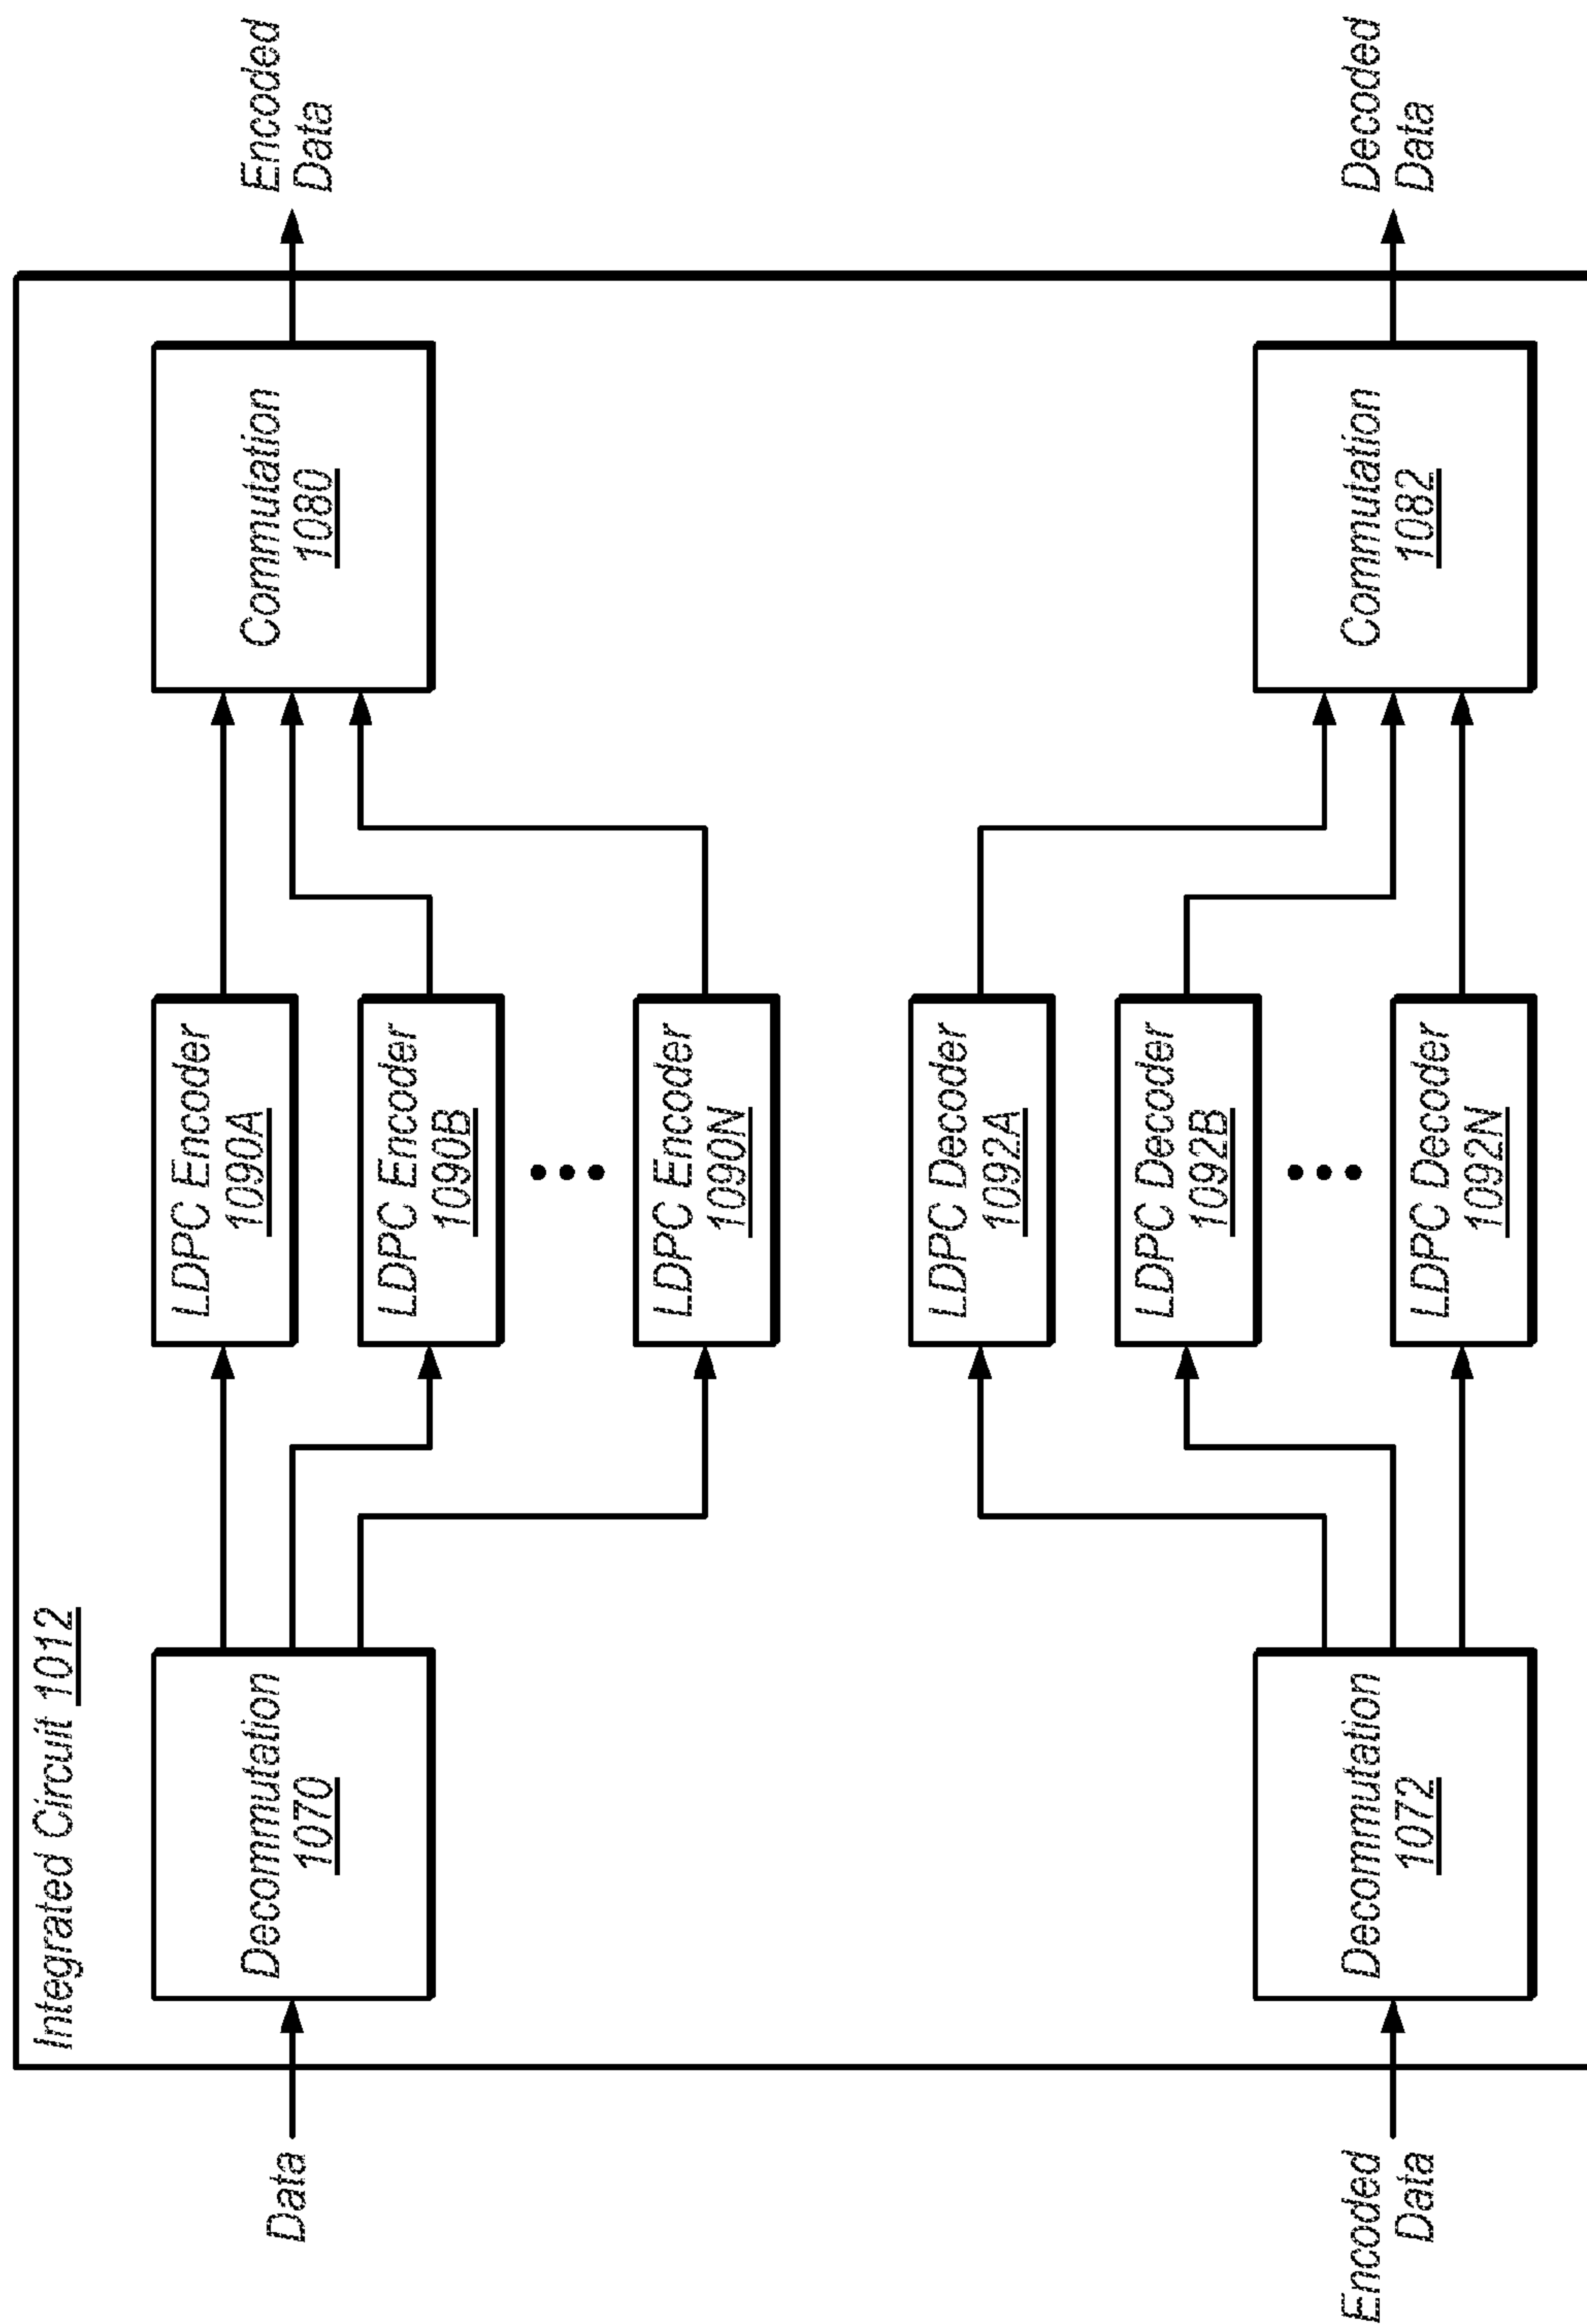 Integrated Circuit 1012
Data
Decommutation
1070
LDPC Encoder
1090A
LDPC Encoder
1090B
LDPC Encoder
1090N
Commutation
1080
Encoded
Data
Encoded
Data
Decommutation
1072
LDPC Decoder
1092A
LDPC Decoder
1092B
LDPC Decoder
1092N
Commutation
1082
Decoded
Data